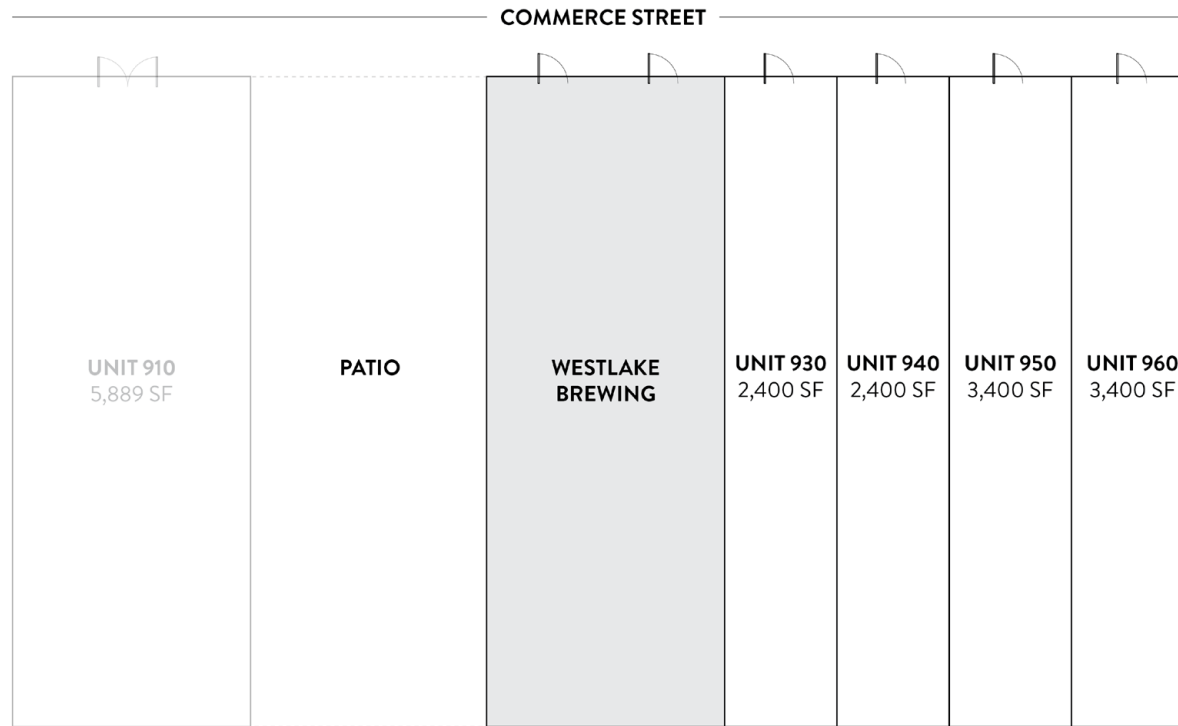 COMMERCE STREET
UNIT 910
5,889 SF
PATIO
WESTLAKE
BREWING
UNIT 930
2,400 SF
UNIT 940
2,400 SF
UNIT 950
3,400 SF
UNIT 960
3,400 SF